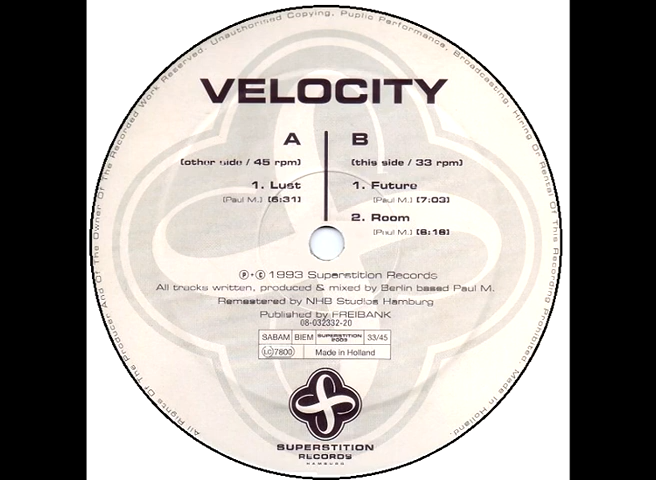 All Rights Of The Producer And Of The Owner Of The Recorded Work Reserved. Unauthorised Copying, Public Performance, Broadcasting, Hiring Or Rental Of This Recording Prohibited. Made in Holland.
VELOCITY
A B
(other side / 45 rpm) (this side / 33 rpm)
1. Lust 1. Future
(Paul M.) (5:31) (Paul M.) (7:03)
2. Room
(Paul M.) (6:16)
℗+© 1993 Superstition Records
All tracks written, produced & mixed by Berlin based Paul M.
Remastered by NHB Studios Hamburg
Published by FREIBANK
08-032332-20
SABAM BIEM SUPERSTITION 2003 33/45
LC 7800 Made in Holland
SUPERSTITION
RECORDS
HAMBURG